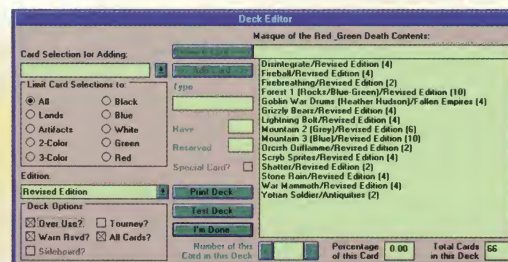 Deck Editor
Masque of the Red_Green Death Contents:
Card Selection for Adding:
Limit Card Selections to:
All
Black
Lands
Blue
Artifacts
White
2-Color
Green
3-Color
Red
Edition
Revised Edition
Deck Options
Over Use?
Tourney?
Warn Rsvd?
All Cards?
Sideboard?
Type
Have
Reserved
Special Card?
Print Deck
Test Deck
I'm Done
Disintegrate/Revised Edition (4)
Fireball/Revised Edition (4)
Firebreathing/Revised Edition (2)
Forest 1 (Rocks/Blue-Green)/Revised Edition (10)
Goblin War Drums (Heather Hudson)/Fallen Empires (4)
Grizzly Bears/Revised Edition (4)
Lightning Bolt/Revised Edition (4)
Mountain 2 (Grey)/Revised Edition (6)
Mountain 3 (Blue)/Revised Edition (10)
Orcish Oriflamme/Revised Edition (2)
Scryb Sprites/Revised Edition (4)
Shatter/Revised Edition (2)
Stone Rain/Revised Edition (4)
War Mammoth/Revised Edition (4)
Yotian Soldier/Antiquities (2)
Number of this
Card in this Deck
Percentage
of this Card
0.00
Total Cards
in this Deck
66